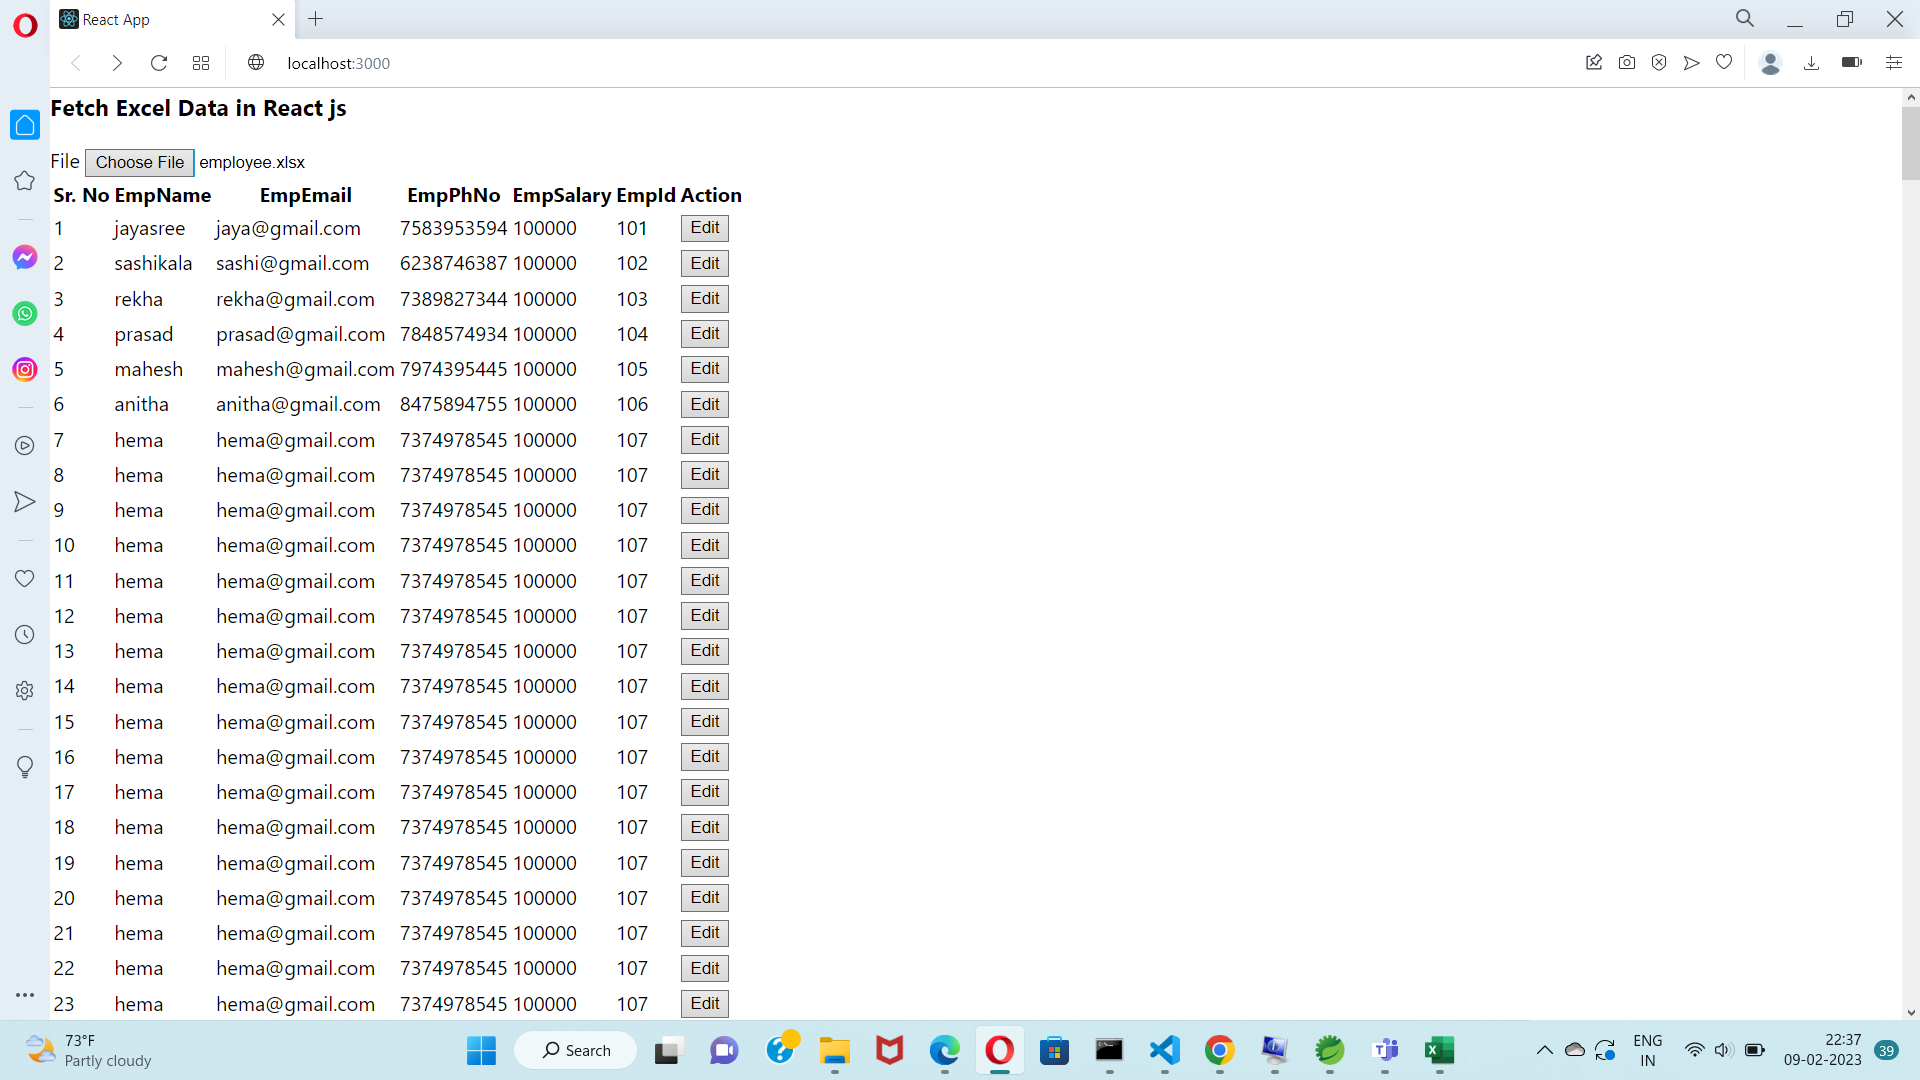 React App
localhost:3000
Fetch Excel Data in React js
File Choose File employee.xlsx
Sr. No EmpName EmpEmail EmpPhNo EmpSalary EmpId Action
1 jayasree jaya@gmail.com 7583953594 100000 101 Edit
2 sashikala sashi@gmail.com 6238746387 100000 102 Edit
3 rekha rekha@gmail.com 7389827344 100000 103 Edit
4 prasad prasad@gmail.com 7848574934 100000 104 Edit
5 mahesh mahesh@gmail.com 7974395445 100000 105 Edit
6 anitha anitha@gmail.com 8475894755 100000 106 Edit
7 hema hema@gmail.com 7374978545 100000 107 Edit
8 hema hema@gmail.com 7374978545 100000 107 Edit
9 hema hema@gmail.com 7374978545 100000 107 Edit
10 hema hema@gmail.com 7374978545 100000 107 Edit
11 hema hema@gmail.com 7374978545 100000 107 Edit
12 hema hema@gmail.com 7374978545 100000 107 Edit
13 hema hema@gmail.com 7374978545 100000 107 Edit
14 hema hema@gmail.com 7374978545 100000 107 Edit
15 hema hema@gmail.com 7374978545 100000 107 Edit
16 hema hema@gmail.com 7374978545 100000 107 Edit
17 hema hema@gmail.com 7374978545 100000 107 Edit
18 hema hema@gmail.com 7374978545 100000 107 Edit
19 hema hema@gmail.com 7374978545 100000 107 Edit
20 hema hema@gmail.com 7374978545 100000 107 Edit
21 hema hema@gmail.com 7374978545 100000 107 Edit
22 hema hema@gmail.com 7374978545 100000 107 Edit
23 hema hema@gmail.com 7374978545 100000 107 Edit
73°F
Partly cloudy
Search
ENG
IN
22:37
09-02-2023
39